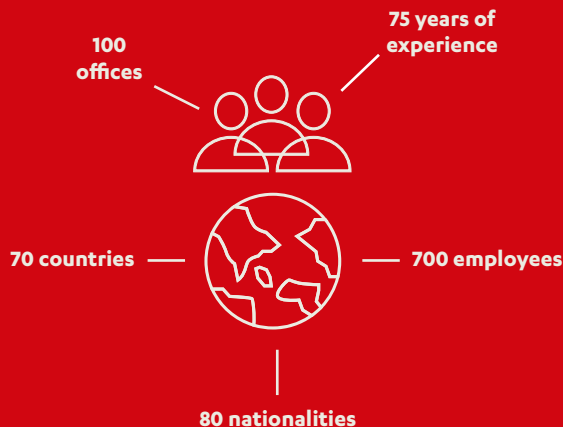 75 years of
experience
100
offices
70 countries
700 employees
80 nationalities